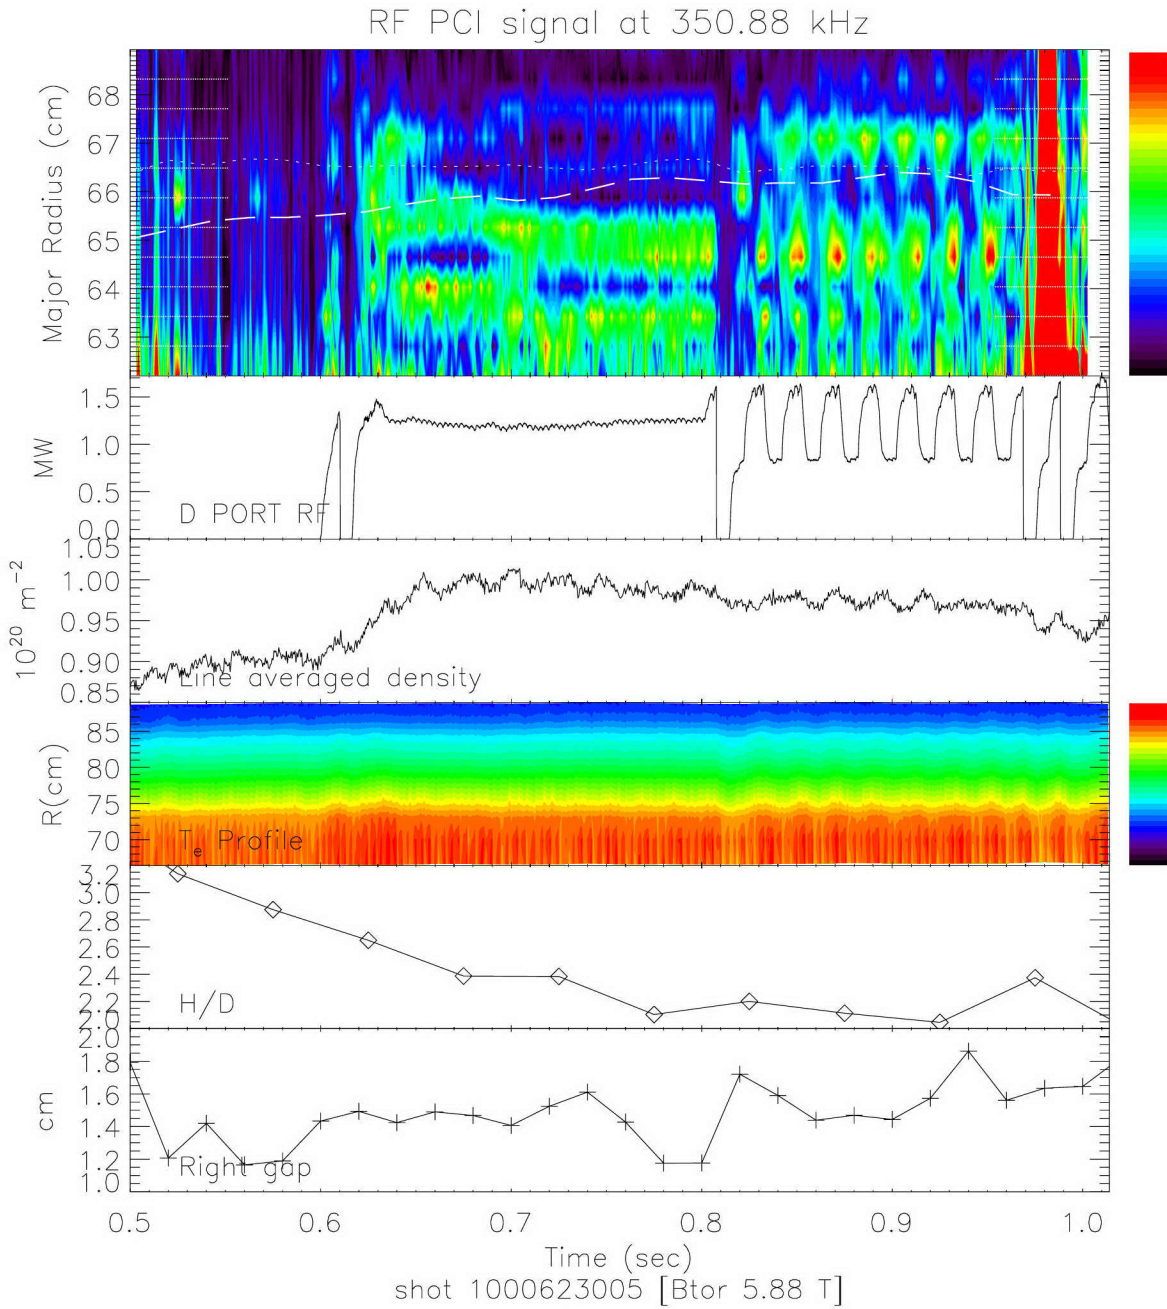 RF PCI signal at 350.88 kHz
Major Radius (cm)
68
67
66
65
64
63
MW
1.5
1.0
0.5
0.0
D PORT RF
10²⁰ m⁻²
1.05
1.00
0.95
0.90
0.85
Line averaged density
R(cm)
85
80
75
70
Tₑ Profile
3.2
3.0
2.8
2.6
2.4
2.2
2.0
H/D
cm
2.0
1.8
1.6
1.4
1.2
1.0
Right gap
0.5 0.6 0.7 0.8 0.9 1.0
Time (sec)
shot 1000623005 [Btor 5.88 T]